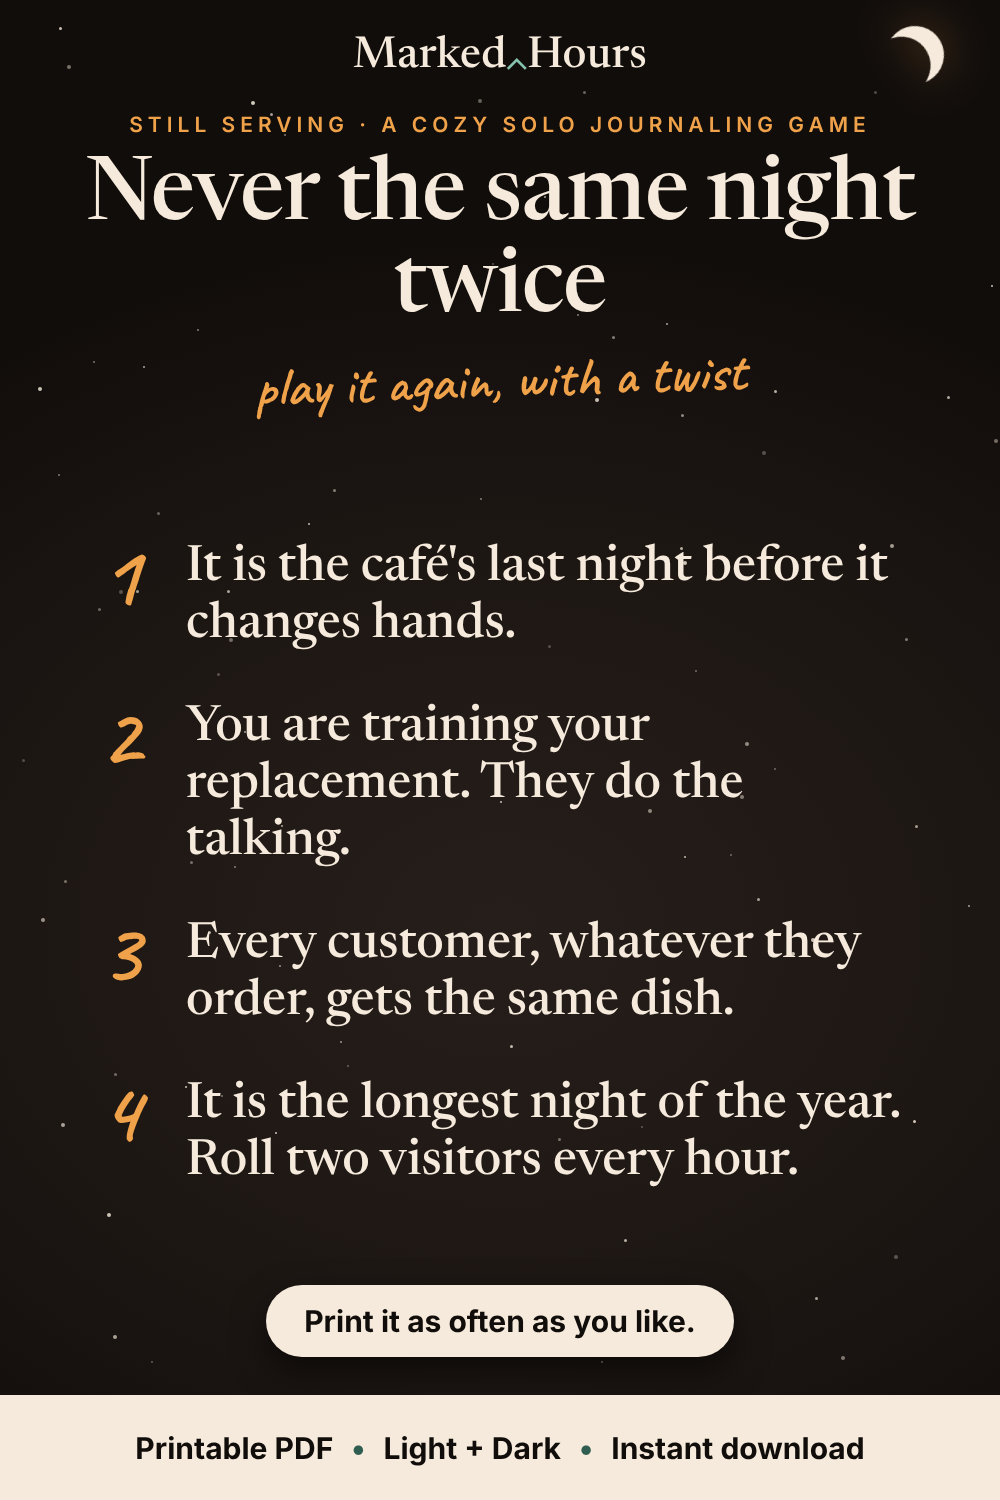 Marked‸Hours
STILL SERVING · A COZY SOLO JOURNALING GAME
Never the same night
twice
play it again, with a twist
1 It is the café's last night before it
changes hands.
2 You are training your
replacement. They do the
talking.
3 Every customer, whatever they
order, gets the same dish.
4 It is the longest night of the year.
Roll two visitors every hour.
Print it as often as you like.
Printable PDF • Light + Dark • Instant download